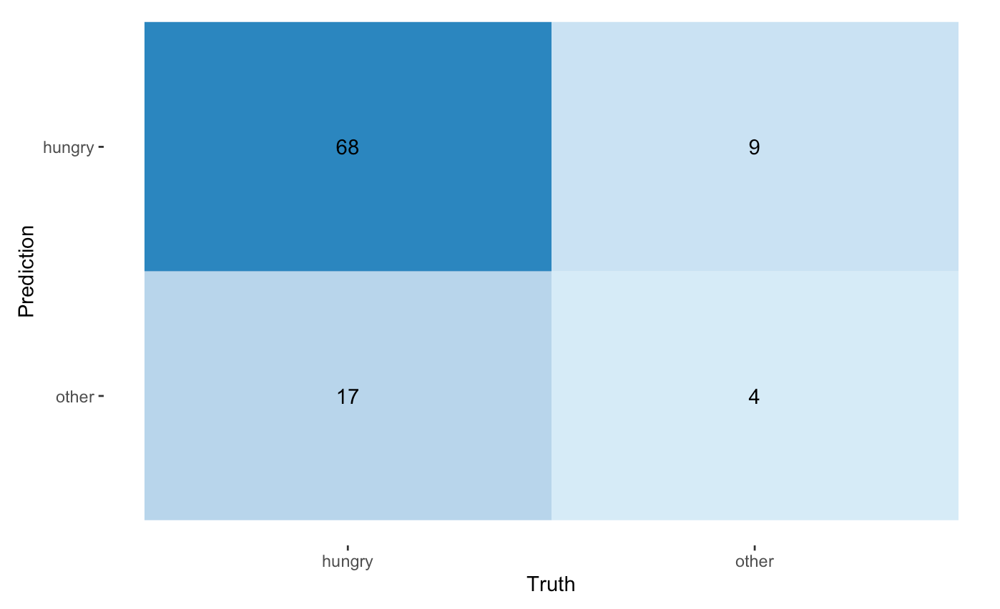 hungry
68
9
Prediction
other
17
4
hungry
other
Truth